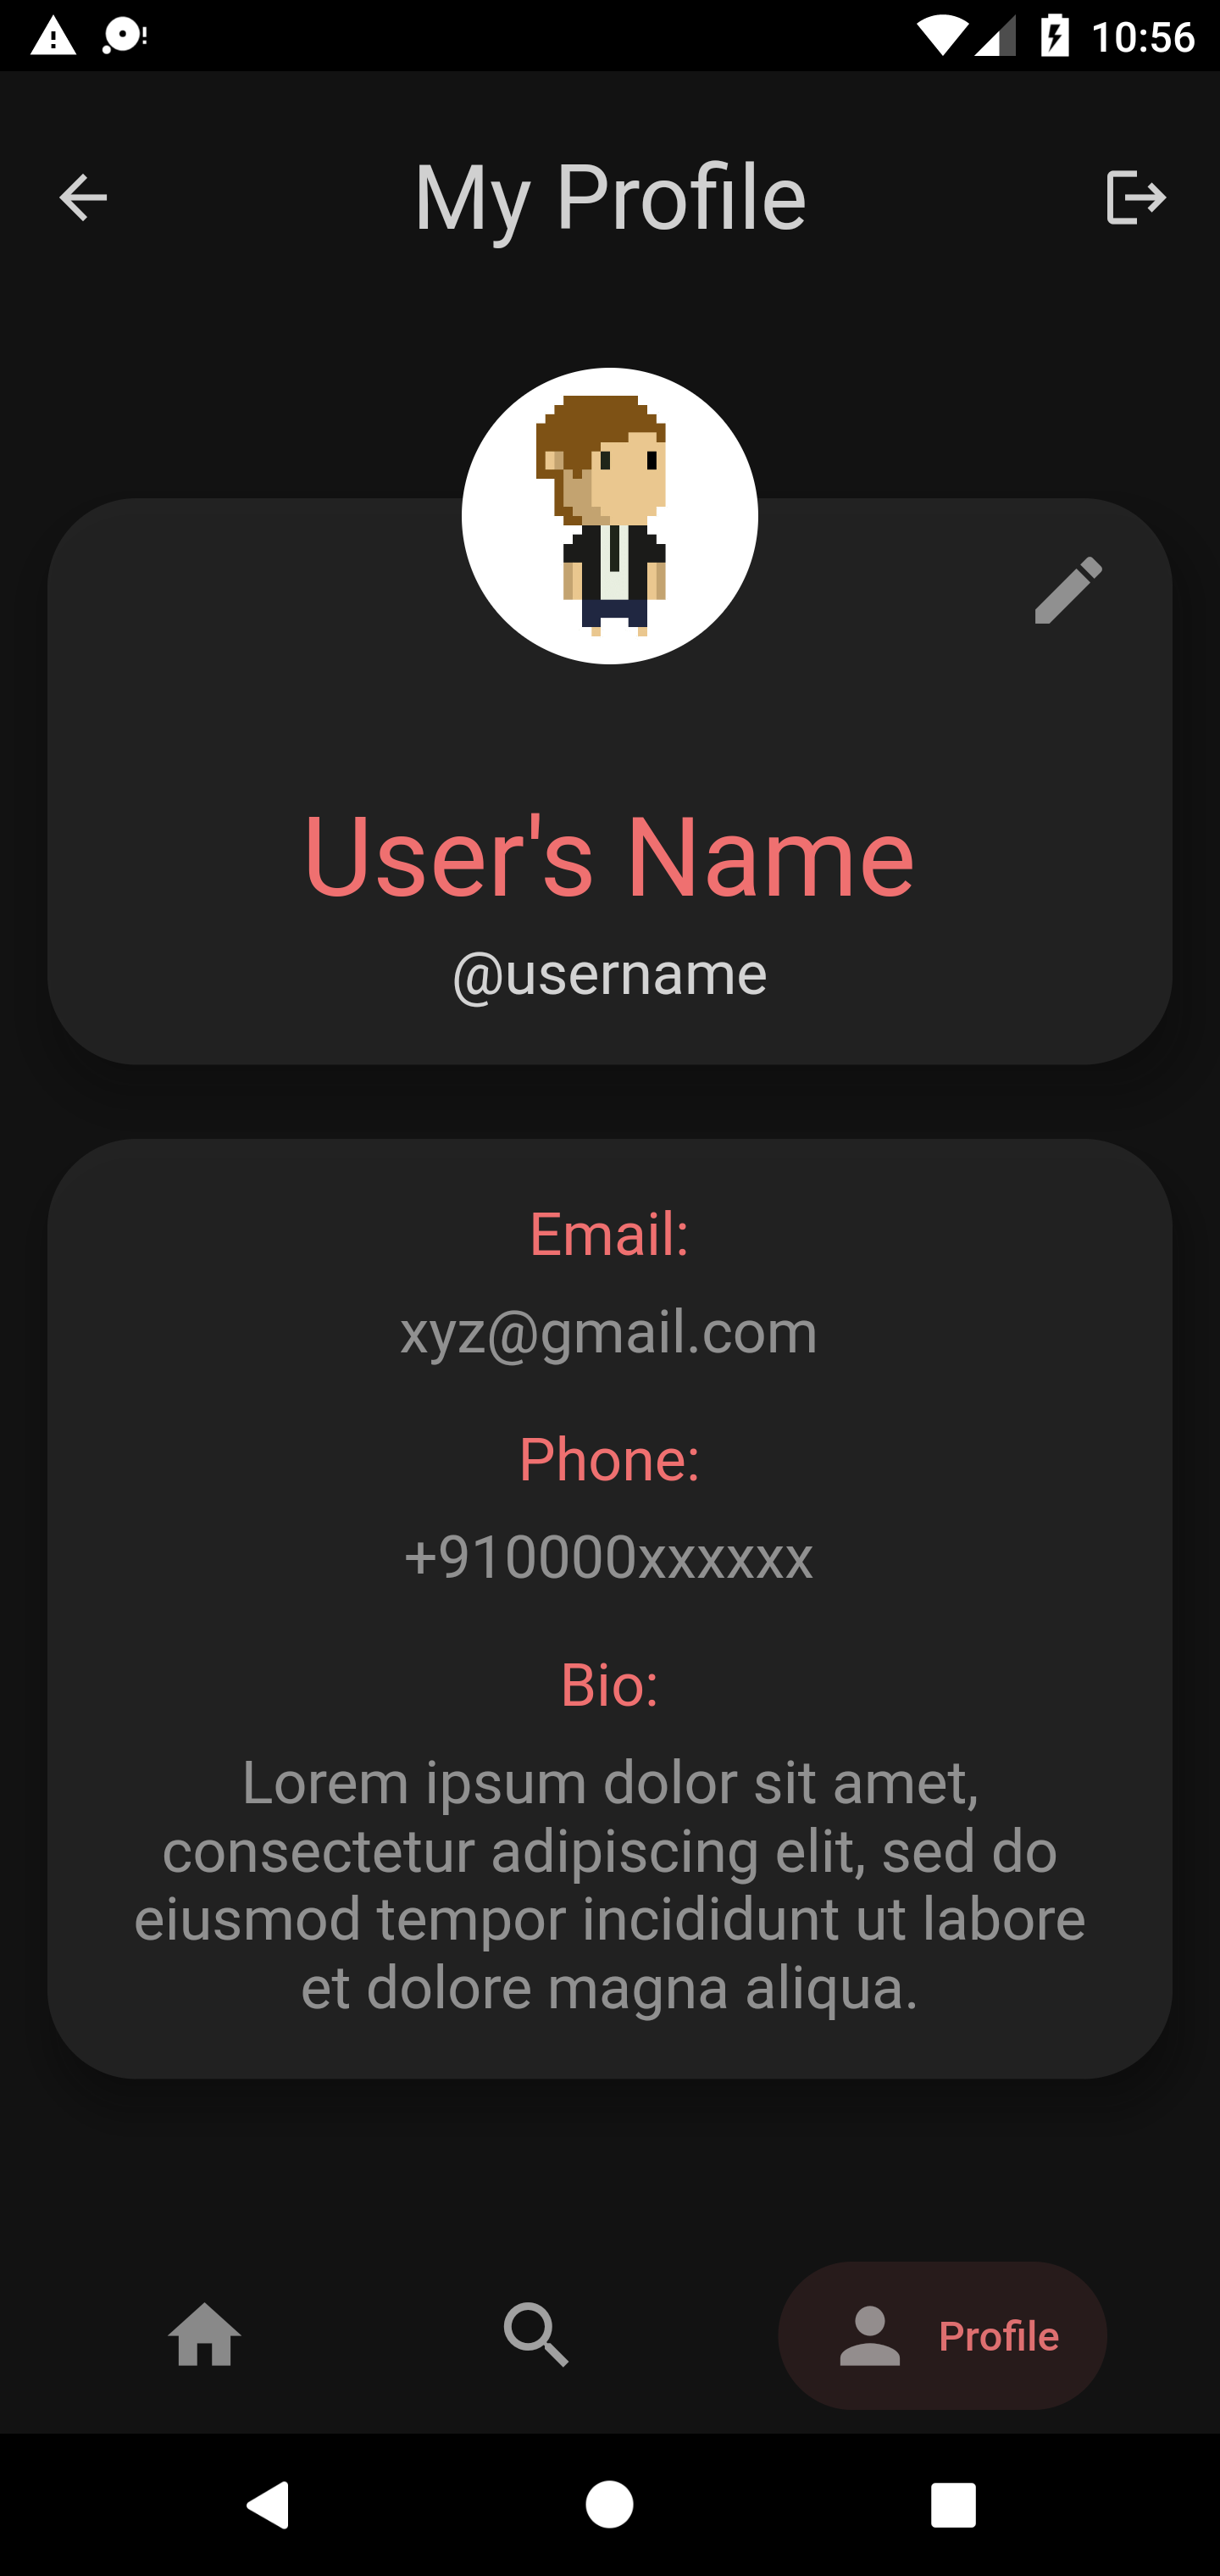 10:56
My Profile
User's Name
@username
Email:
xyz@gmail.com
Phone:
+910000xxxxxx
Bio:
Lorem ipsum dolor sit amet,
consectetur adipiscing elit, sed do
eiusmod tempor incididunt ut labore
et dolore magna aliqua.
Profile